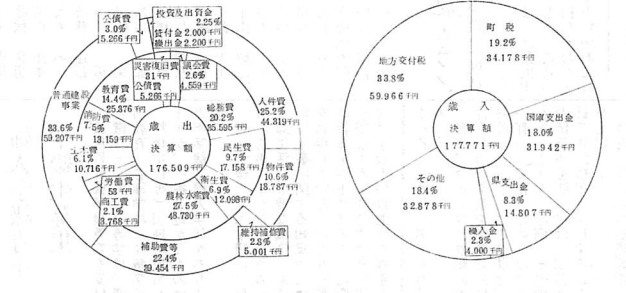 公債費
3.0%
5.266千円
投資及出資金
2.25%
貸付金 2.000千円
繰出金 2,200千円
災害復旧費
31千円
公債費
5,266千円
議会費
2.6%
4,559千円
教育費
14.4%
25.376千円
消防費
7.5%
13.159千円
土木費
6.1%
10,716千円
労働費
53千円
商工費
2.1%
3,768千円
農林水産費
27.5%
48.730千円
衛生費
6.9%
12.098千円
民生費
9.7%
17.158千円
総務費
20.2%
35.595千円
歳出
決算額
176.509千円
普通建設
事業
33.6%
59.207千円
人件費
25.2%
44.319千円
物件費
10.6%
18.787千円
維持補修費
2.8%
5.001千円
補助費等
22.4%
39.454千円
町税
19.2%
34.178千円
国庫支出金
18.0%
31.942千円
県支出金
8.3%
14.807千円
繰入金
2.3%
4.000千円
その他
18.4%
32.878千円
地方交付税
33.8%
59.966千円
歳入
決算額
177.771千円